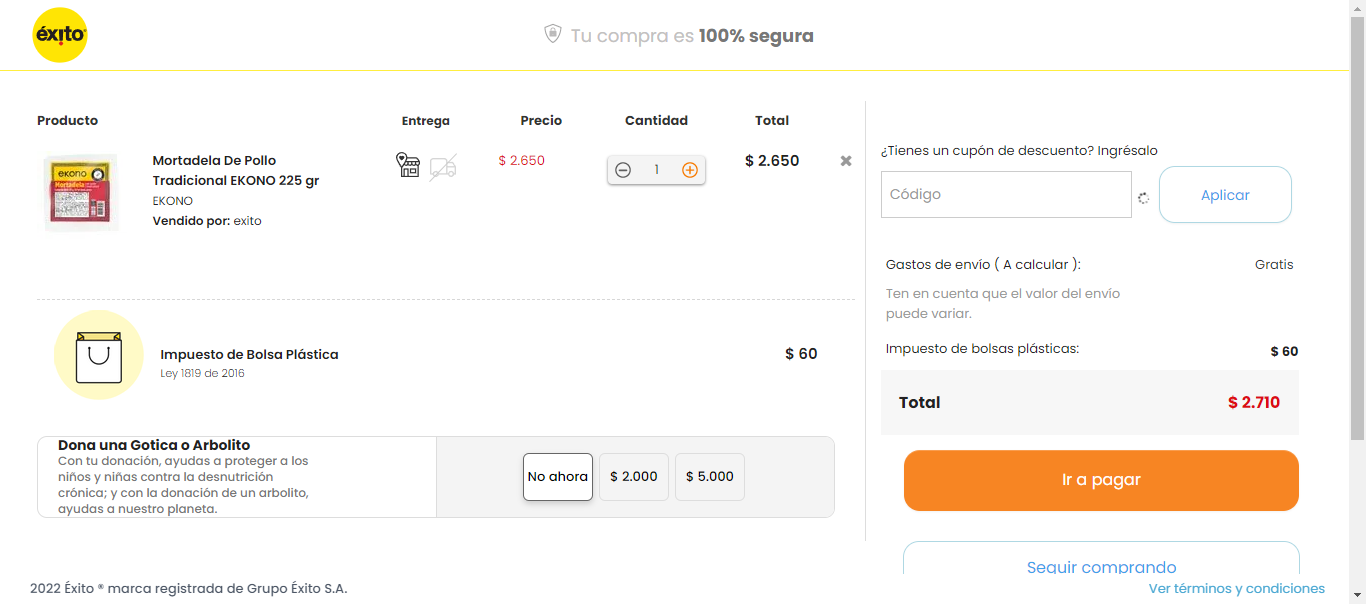 éxito
Tu compra es 100% segura
Producto
Entrega
Precio
Cantidad
Total
ekono
Mortadela
Mortadela De Pollo
Tradicional EKONO 225 gr
EKONO
Vendido por: exito
$ 2.650
1
$ 2.650
Impuesto de Bolsa Plástica
Ley 1819 de 2016
$ 60
Dona una Gotica o Arbolito
Con tu donación, ayudas a proteger a los
niños y niñas contra la desnutrición
crónica; y con la donación de un arbolito,
ayudas a nuestro planeta.
No ahora
$ 2.000
$ 5.000
¿Tienes un cupón de descuento? Ingrésalo
Código
Aplicar
Gastos de envío ( A calcular ):
Gratis
Ten en cuenta que el valor del envío
puede variar.
Impuesto de bolsas plásticas:
$ 60
Total
$ 2.710
Ir a pagar
Seguir comprando
2022 Éxito ® marca registrada de Grupo Éxito S.A.
Ver términos y condiciones